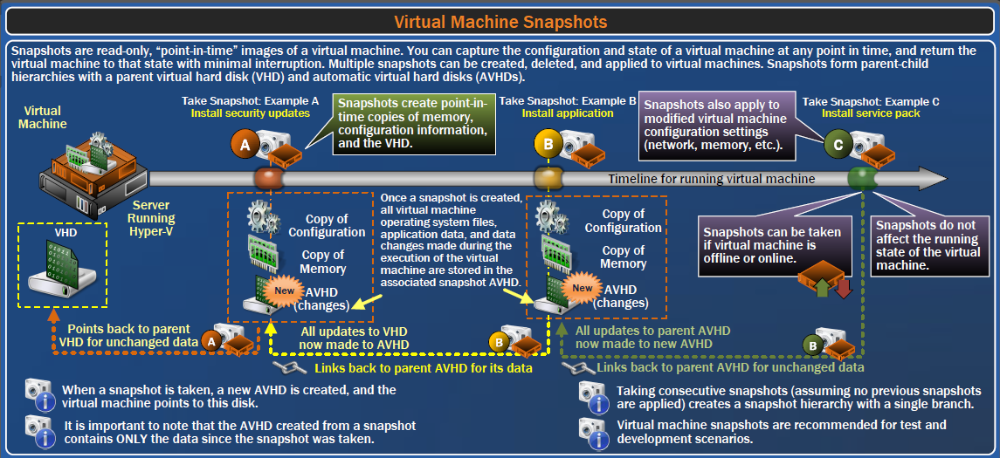 Virtual Machine Snapshots
Snapshots are read-only, “point-in-time” images of a virtual machine. You can capture the configuration and state of a virtual machine at any point in time, and return the
virtual machine to that state with minimal interruption. Multiple snapshots can be created, deleted, and applied to virtual machines. Snapshots form parent-child
hierarchies with a parent virtual hard disk (VHD) and automatic virtual hard disks (AVHDs).
Virtual
Machine
Take Snapshot: Example A
Install security updates
A
Snapshots create point-in-
time copies of memory,
configuration information,
and the VHD.
Take Snapshot: Example B
Install application
B
Snapshots also apply to
modified virtual machine
configuration settings
(network, memory, etc.).
Take Snapshot: Example C
Install service pack
C
Timeline for running virtual machine
Server
Running
Hyper-V
VHD
Copy of
Configuration
Copy of
Memory
New
AVHD
(changes)
Once a snapshot is created,
all virtual machine
operating system files,
application data, and data
changes made during the
execution of the virtual
machine are stored in the
associated snapshot AVHD.
Copy of
Configuration
Copy of
Memory
New
AVHD
(changes)
Snapshots can be taken
if virtual machine is
offline or online.
Snapshots do not
affect the running
state of the virtual
machine.
Points back to parent
VHD for unchanged data
A
All updates to VHD
now made to AVHD
B
Links back to parent AVHD for its data
All updates to parent AVHD
now made to new AVHD
B
Links back to parent AVHD for unchanged data
When a snapshot is taken, a new AVHD is created, and the
virtual machine points to this disk.
It is important to note that the AVHD created from a snapshot
contains ONLY the data since the snapshot was taken.
Taking consecutive snapshots (assuming no previous snapshots
are applied) creates a snapshot hierarchy with a single branch.
Virtual machine snapshots are recommended for test and
development scenarios.